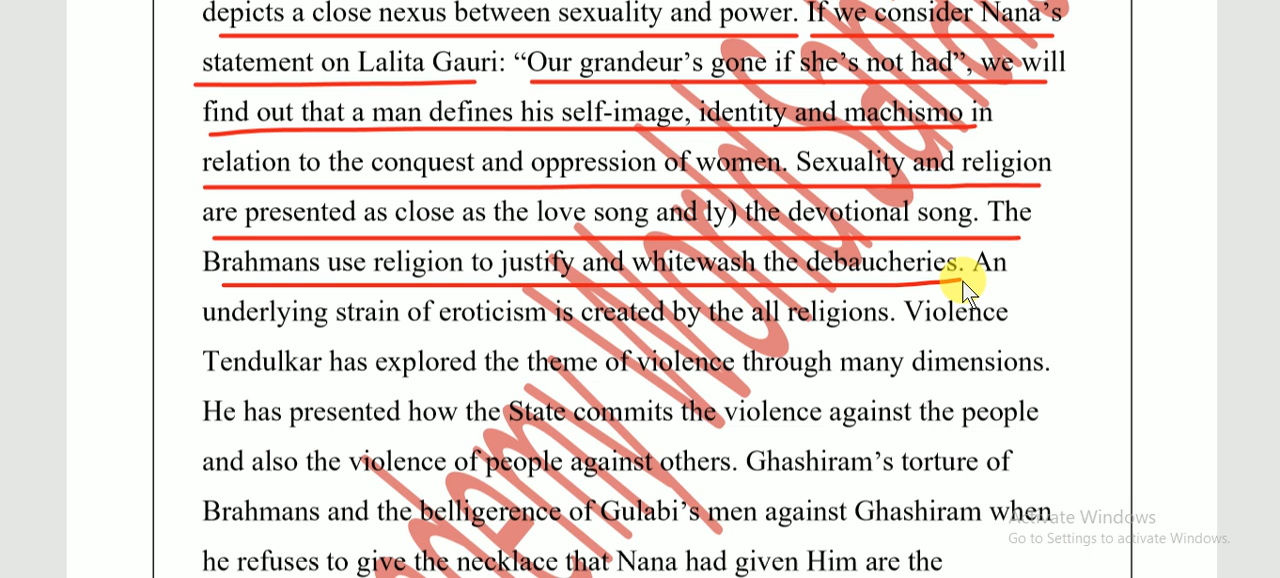 depicts a close nexus between sexuality and power. If we consider Nana's
statement on Lalita Gauri: “Our grandeur’s gone if she’s not had”, we will
find out that a man defines his self-image, identity and machismo in
relation to the conquest and oppression of women. Sexuality and religion
are presented as close as the love song and ly) the devotional song. The
Brahmans use religion to justify and whitewash the debaucheries. An
underlying strain of eroticism is created by the all religions. Violence
Tendulkar has explored the theme of violence through many dimensions.
He has presented how the State commits the violence against the people
and also the violence of people against others. Ghashiram’s torture of
Brahmans and the belligerence of Gulabi’s men against Ghashiram when
he refuses to give the necklace that Nana had given Him are the
Activate Windows
Go to Settings to activate Windows.
World